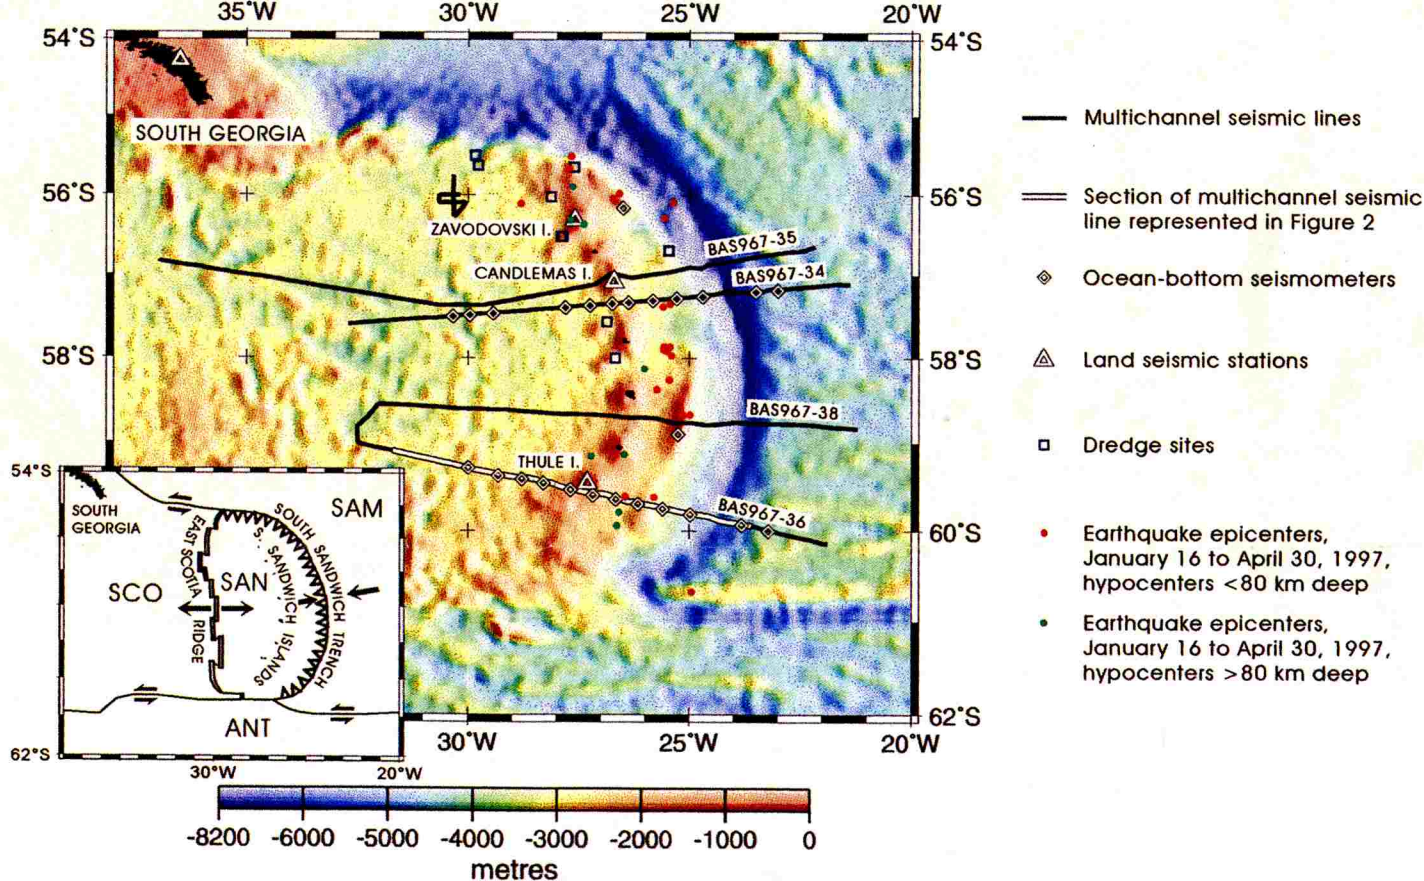 35°W 30°W 25°W 20°W
54°S 54°S
SOUTH GEORGIA
56°S 56°S
ZAVODOVSKI I.
BAS967-35
CANDLEMAS I.
BAS967-34
58°S 58°S
BAS967-38
THULE I.
BAS967-36
60°S
62°S
30°W 25°W 20°W
54°S
SOUTH
GEORGIA
SAM
SCO
EAST SCOTIA
RIDGE
SAN
S. SANDWICH ISLANDS
SOUTH SANDWICH TRENCH
ANT
62°S
30°W 20°W
-8200 -6000 -5000 -4000 -3000 -2000 -1000 0
metres
Multichannel seismic lines
Section of multichannel seismic
line represented in Figure 2
Ocean-bottom seismometers
Land seismic stations
Dredge sites
Earthquake epicenters,
January 16 to April 30, 1997,
hypocenters <80 km deep
Earthquake epicenters,
January 16 to April 30, 1997,
hypocenters >80 km deep